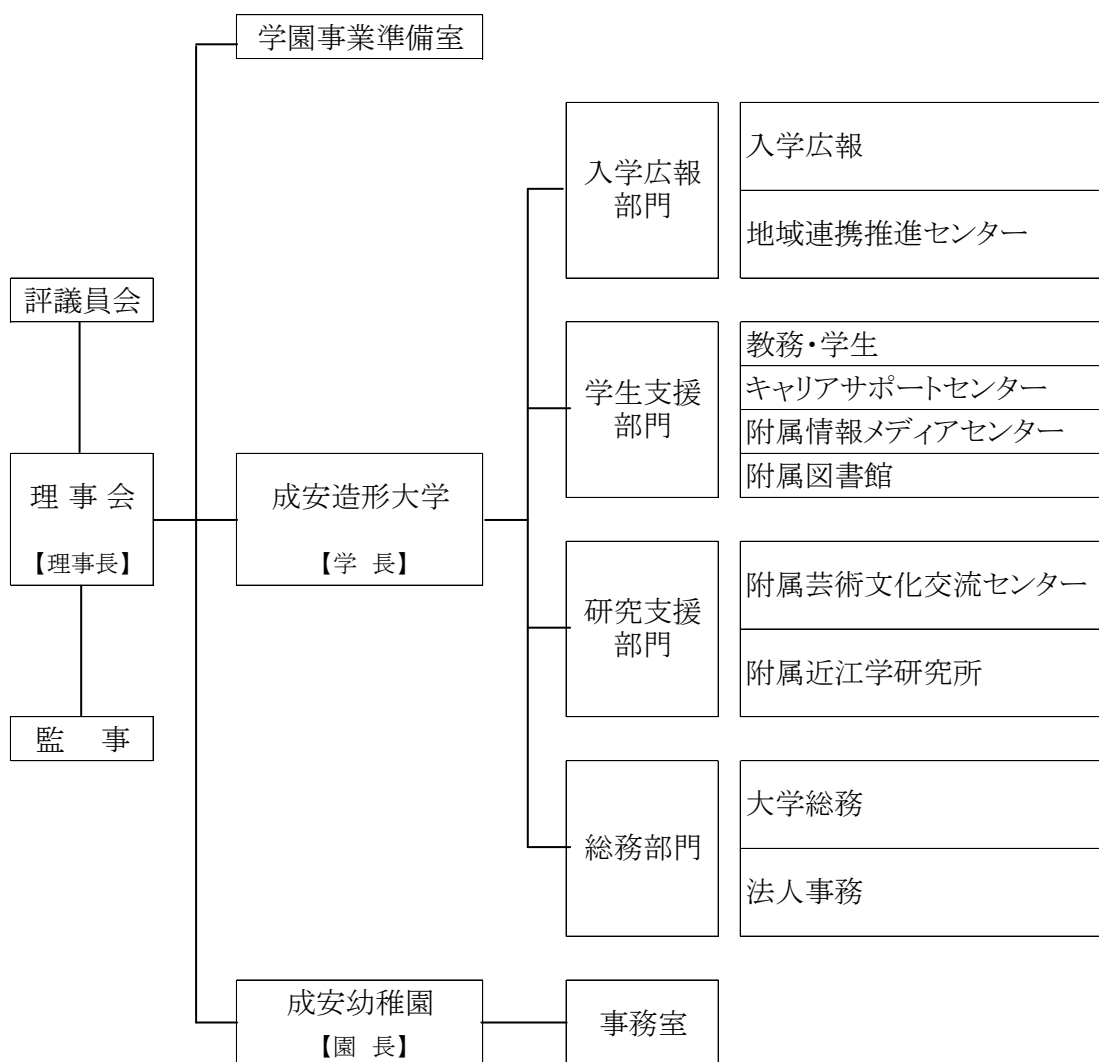 学園事業準備室
入学広報
部門
入学広報
地域連携推進センター
評議員会
学生支援
部門
教務・学生
キャリアサポートセンター
附属情報メディアセンター
附属図書館
理 事 会
【理事長】
成安造形大学
【学 長】
研究支援
部門
附属芸術文化交流センター
附属近江学研究所
監 事
総務部門
大学総務
法人事務
成安幼稚園
【園 長】
事務室